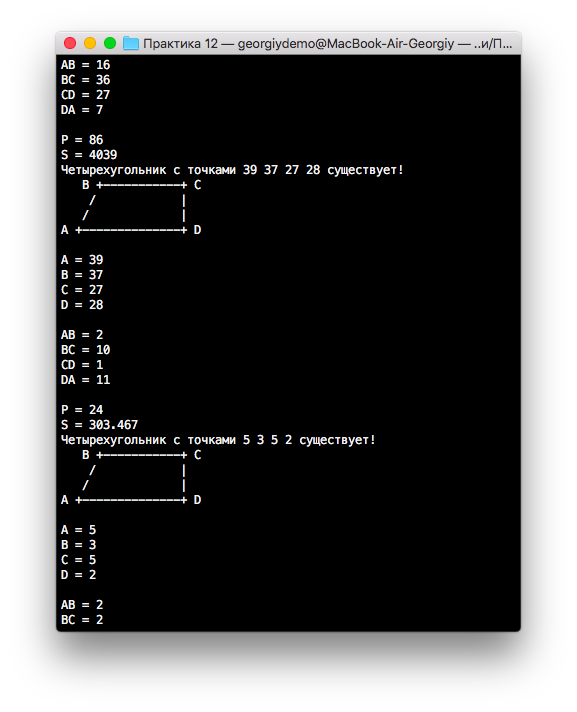 Практика 12 — georgiydemo@MacBook-Air-Georgiy — ..и/П...
AB = 16
BC = 36
CD = 27
DA = 7
P = 86
S = 4039
Четырехугольник с точками 39 37 27 28 существует!
B +------------+ C
/ |
/ |
A +--------------+ D
A = 39
B = 37
C = 27
D = 28
AB = 2
BC = 10
CD = 1
DA = 11
P = 24
S = 303.467
Четырехугольник с точками 5 3 5 2 существует!
B +------------+ C
/ |
/ |
A +--------------+ D
A = 5
B = 3
C = 5
D = 2
AB = 2
BC = 2